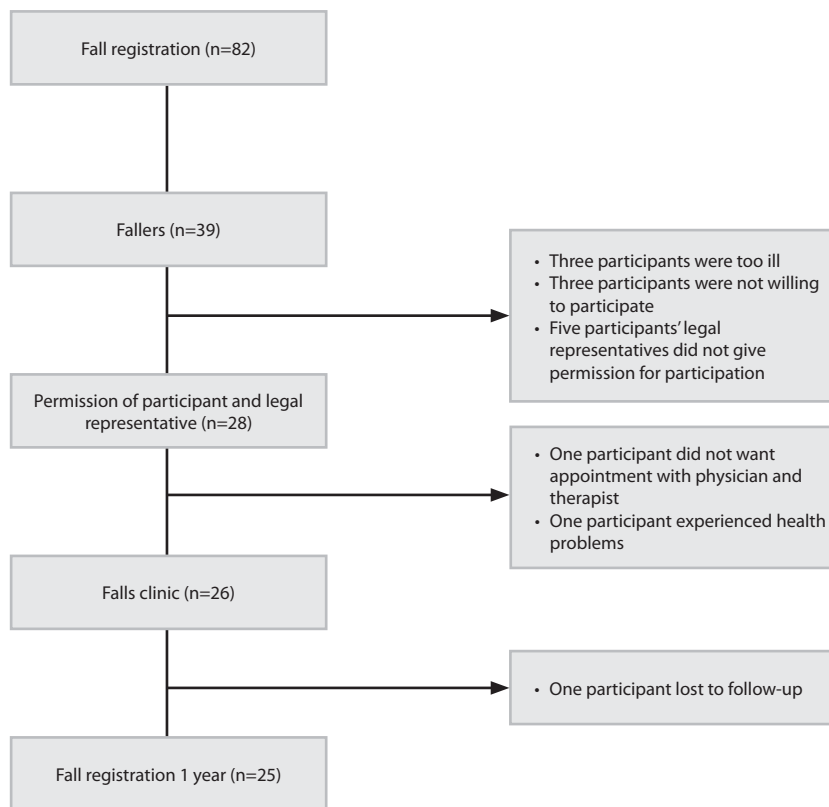 Fall registration (n=82)
Fallers (n=39)
• Three participants were too ill
• Three participants were not willing
to participate
• Five participants' legal
representatives did not give
permission for participation
Permission of participant and legal
representative (n=28)
• One participant did not want
appointment with physician and
therapist
• One participant experienced health
problems
Falls clinic (n=26)
• One participant lost to follow-up
Fall registration 1 year (n=25)